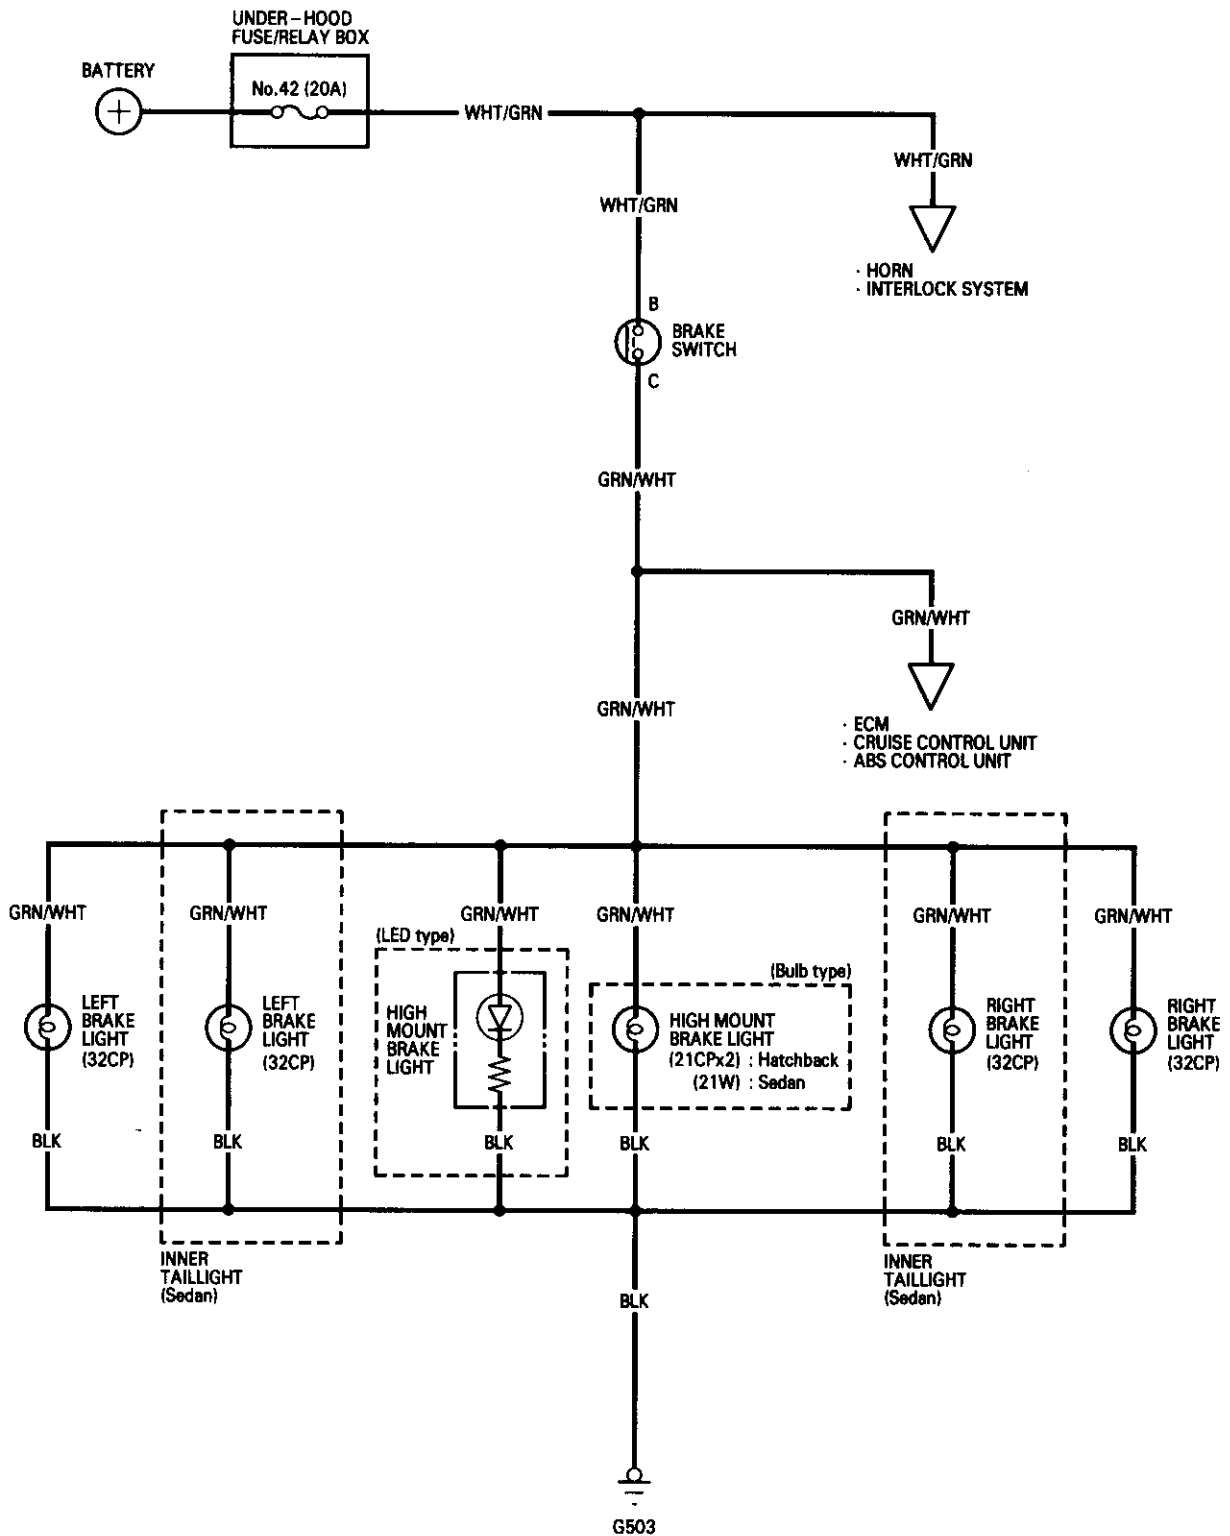 UNDER-HOOD
FUSE/RELAY BOX
BATTERY
No.42 (20A)
WHT/GRN
WHT/GRN
WHT/GRN
· HORN
· INTERLOCK SYSTEM
B
BRAKE
SWITCH
C
GRN/WHT
GRN/WHT
GRN/WHT
· ECM
· CRUISE CONTROL UNIT
· ABS CONTROL UNIT
GRN/WHT
GRN/WHT
GRN/WHT
GRN/WHT
GRN/WHT
GRN/WHT
(LED type)
(Bulb type)
LEFT
BRAKE
LIGHT
(32CP)
LEFT
BRAKE
LIGHT
(32CP)
HIGH
MOUNT
BRAKE
LIGHT
HIGH MOUNT
BRAKE LIGHT
(21CPx2) : Hatchback
(21W) : Sedan
RIGHT
BRAKE
LIGHT
(32CP)
RIGHT
BRAKE
LIGHT
(32CP)
BLK
BLK
BLK
BLK
BLK
BLK
INNER
TAILLIGHT
(Sedan)
INNER
TAILLIGHT
(Sedan)
BLK
G503